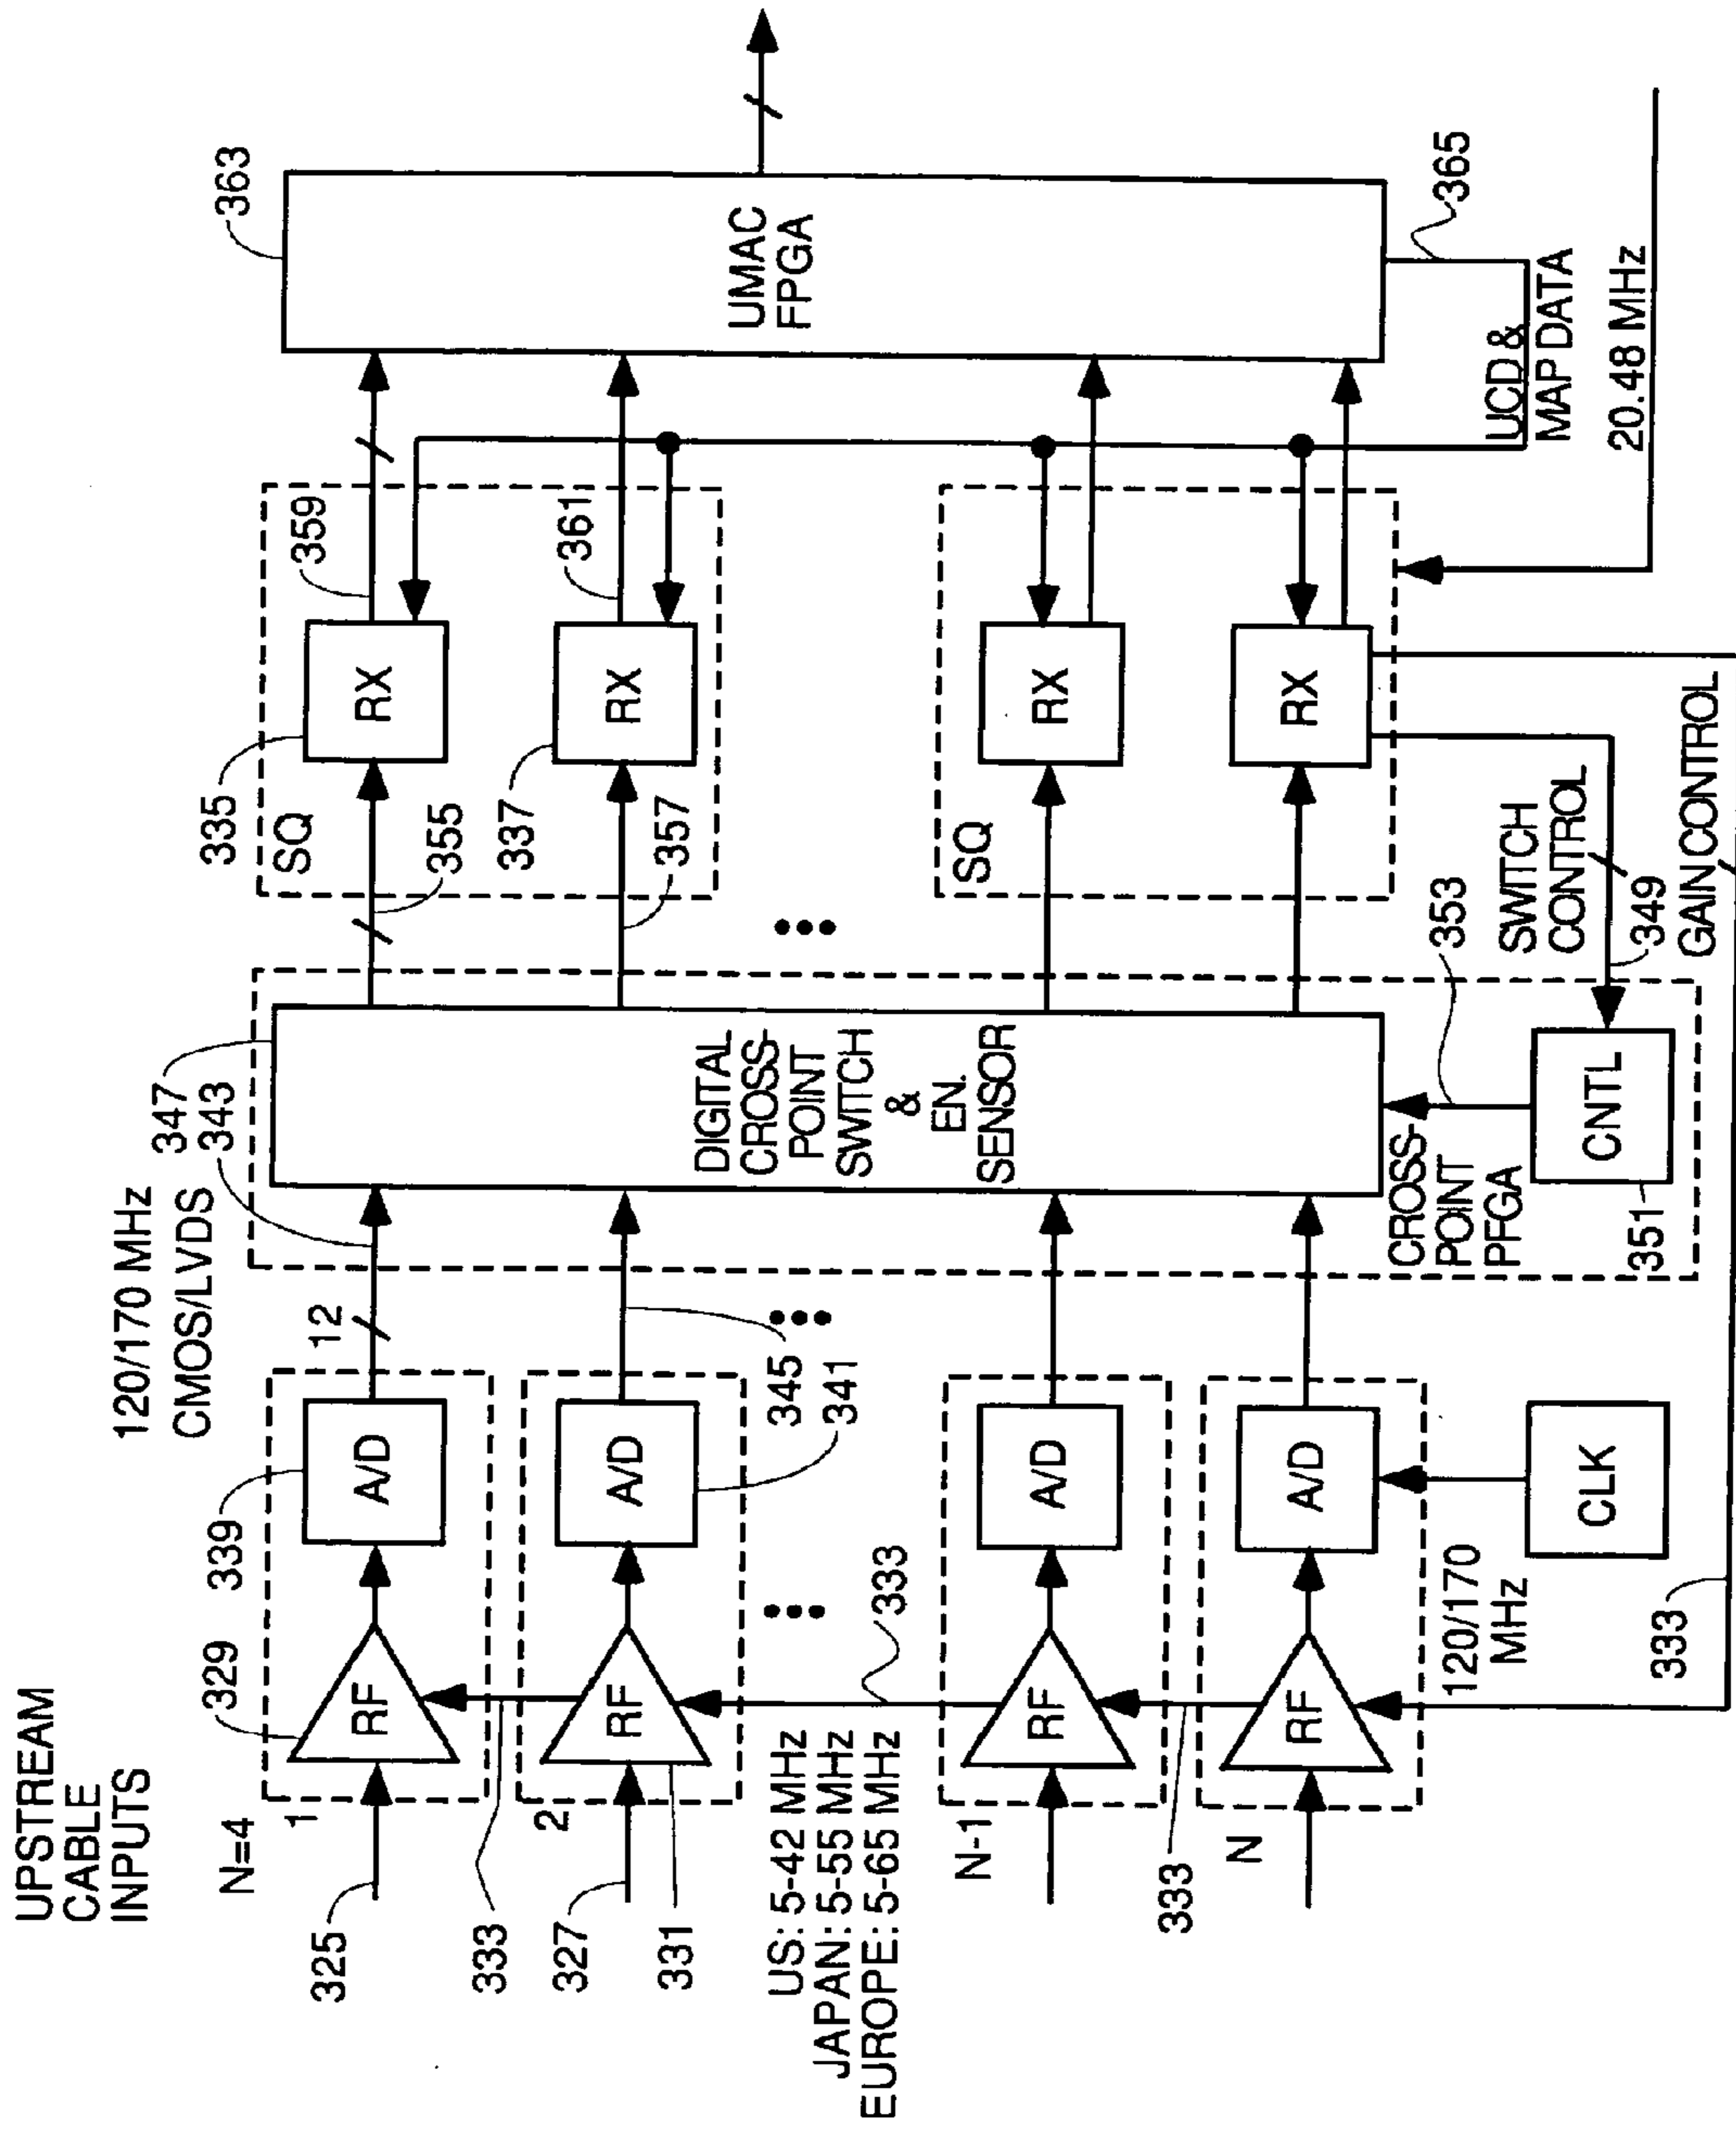 UPSTREAM
CABLE
INPUTS
N=4
1
2
N-1
N
325
327
329
331
333
333
333
333
US: 5-42 MHz
JAPAN: 5-55 MHz
EUROPE: 5-65 MHz
RF
RF
RF
RF
339
341
A/D
A/D
A/D
A/D
120/170
MHz
CLK
12
120/170 MHz
CMOS/LVDS
343
345
347
DIGITAL
CROSS-
POINT
SWITCH
&
EN.
SENSOR
CROSS-
POINT
PFGA
351
CNTL
353
SWITCH
CONTROL
349
GAIN CONTROL
355
357
SQ
SQ
335
337
RX
RX
RX
RX
359
361
363
UMAC
FPGA
365
UCD &
MAP DATA
20.48 MHz